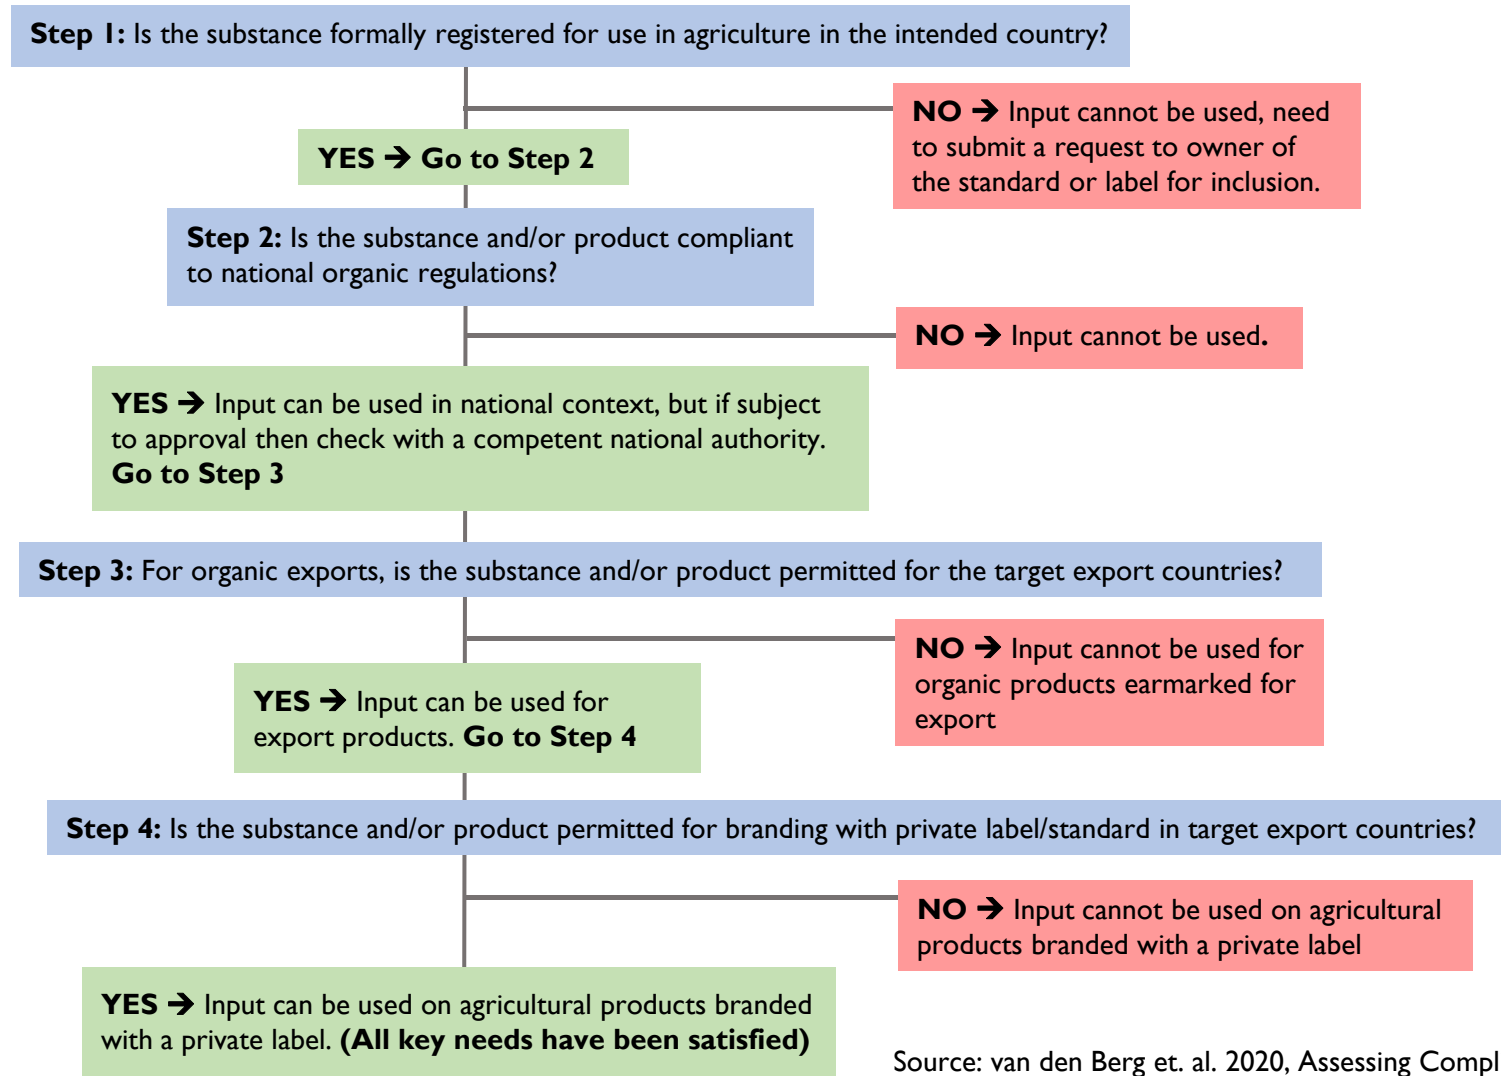 Step 1: Is the substance formally registered for use in agriculture in the intended country?
NO ➔ Input cannot be used, need
to submit a request to owner of
the standard or label for inclusion.
YES ➔ Go to Step 2
Step 2: Is the substance and/or product compliant
to national organic regulations?
NO ➔ Input cannot be used.
YES ➔ Input can be used in national context, but if subject
to approval then check with a competent national authority.
Go to Step 3
Step 3: For organic exports, is the substance and/or product permitted for the target export countries?
NO ➔ Input cannot be used for
organic products earmarked for
export
YES ➔ Input can be used for
export products. Go to Step 4
Step 4: Is the substance and/or product permitted for branding with private label/standard in target export countries?
NO ➔ Input cannot be used on agricultural
products branded with a private label
YES ➔ Input can be used on agricultural products branded
with a private label. (All key needs have been satisfied)
Source: van den Berg et. al. 2020, Assessing Compl